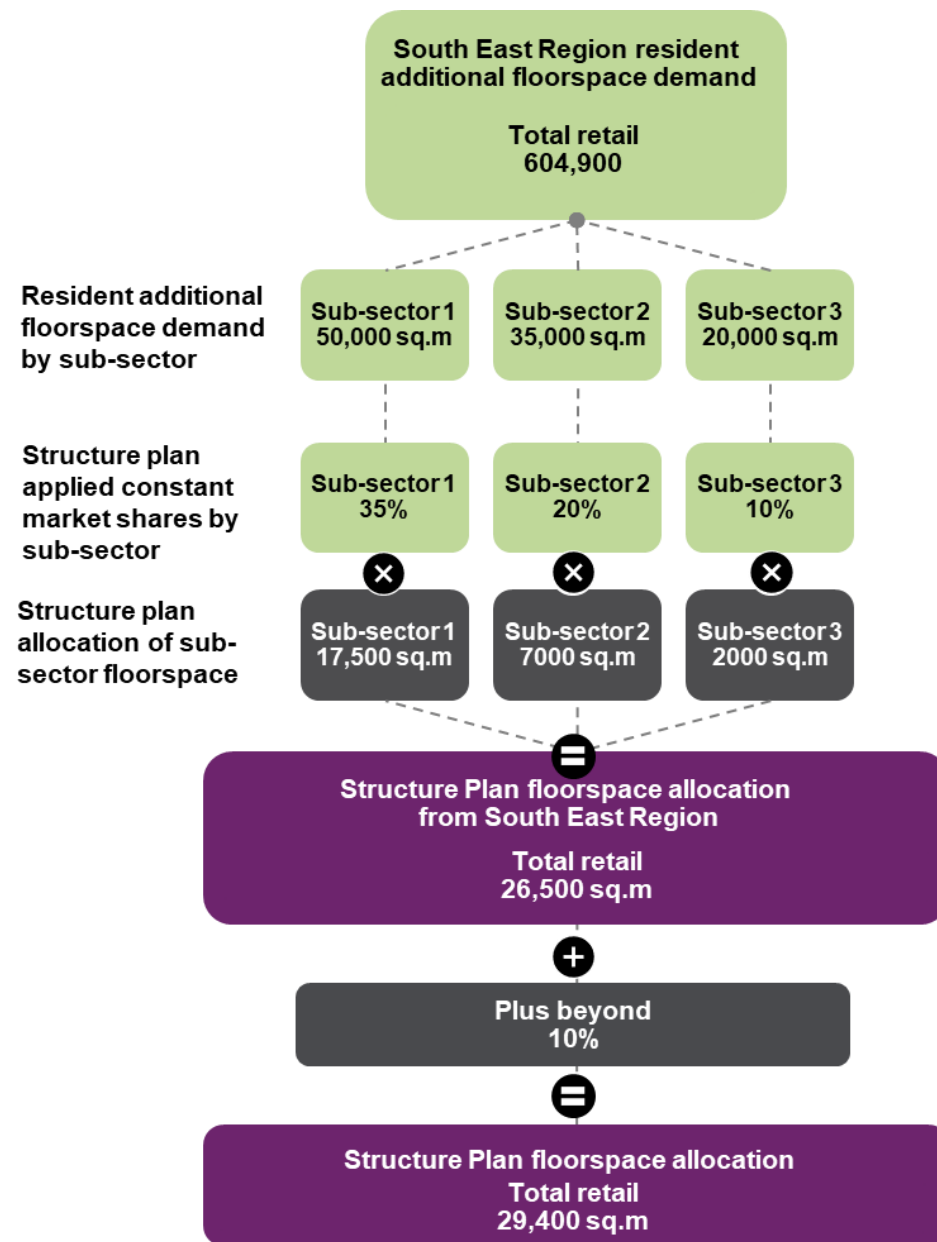 South East Region resident
additional floorspace demand
Total retail
604,900
Resident additional
floorspace demand
by sub-sector
Sub-sector 1
50,000 sq.m
Sub-sector 2
35,000 sq.m
Sub-sector 3
20,000 sq.m
Structure plan
applied constant
market shares by
sub-sector
Sub-sector 1
35%
Sub-sector 2
20%
Sub-sector 3
10%
×
×
×
Structure plan
allocation of sub-
sector floorspace
Sub-sector 1
17,500 sq.m
Sub-sector 2
7000 sq.m
Sub-sector 3
2000 sq.m
=
Structure Plan floorspace allocation
from South East Region
Total retail
26,500 sq.m
+
Plus beyond
10%
=
Structure Plan floorspace allocation
Total retail
29,400 sq.m